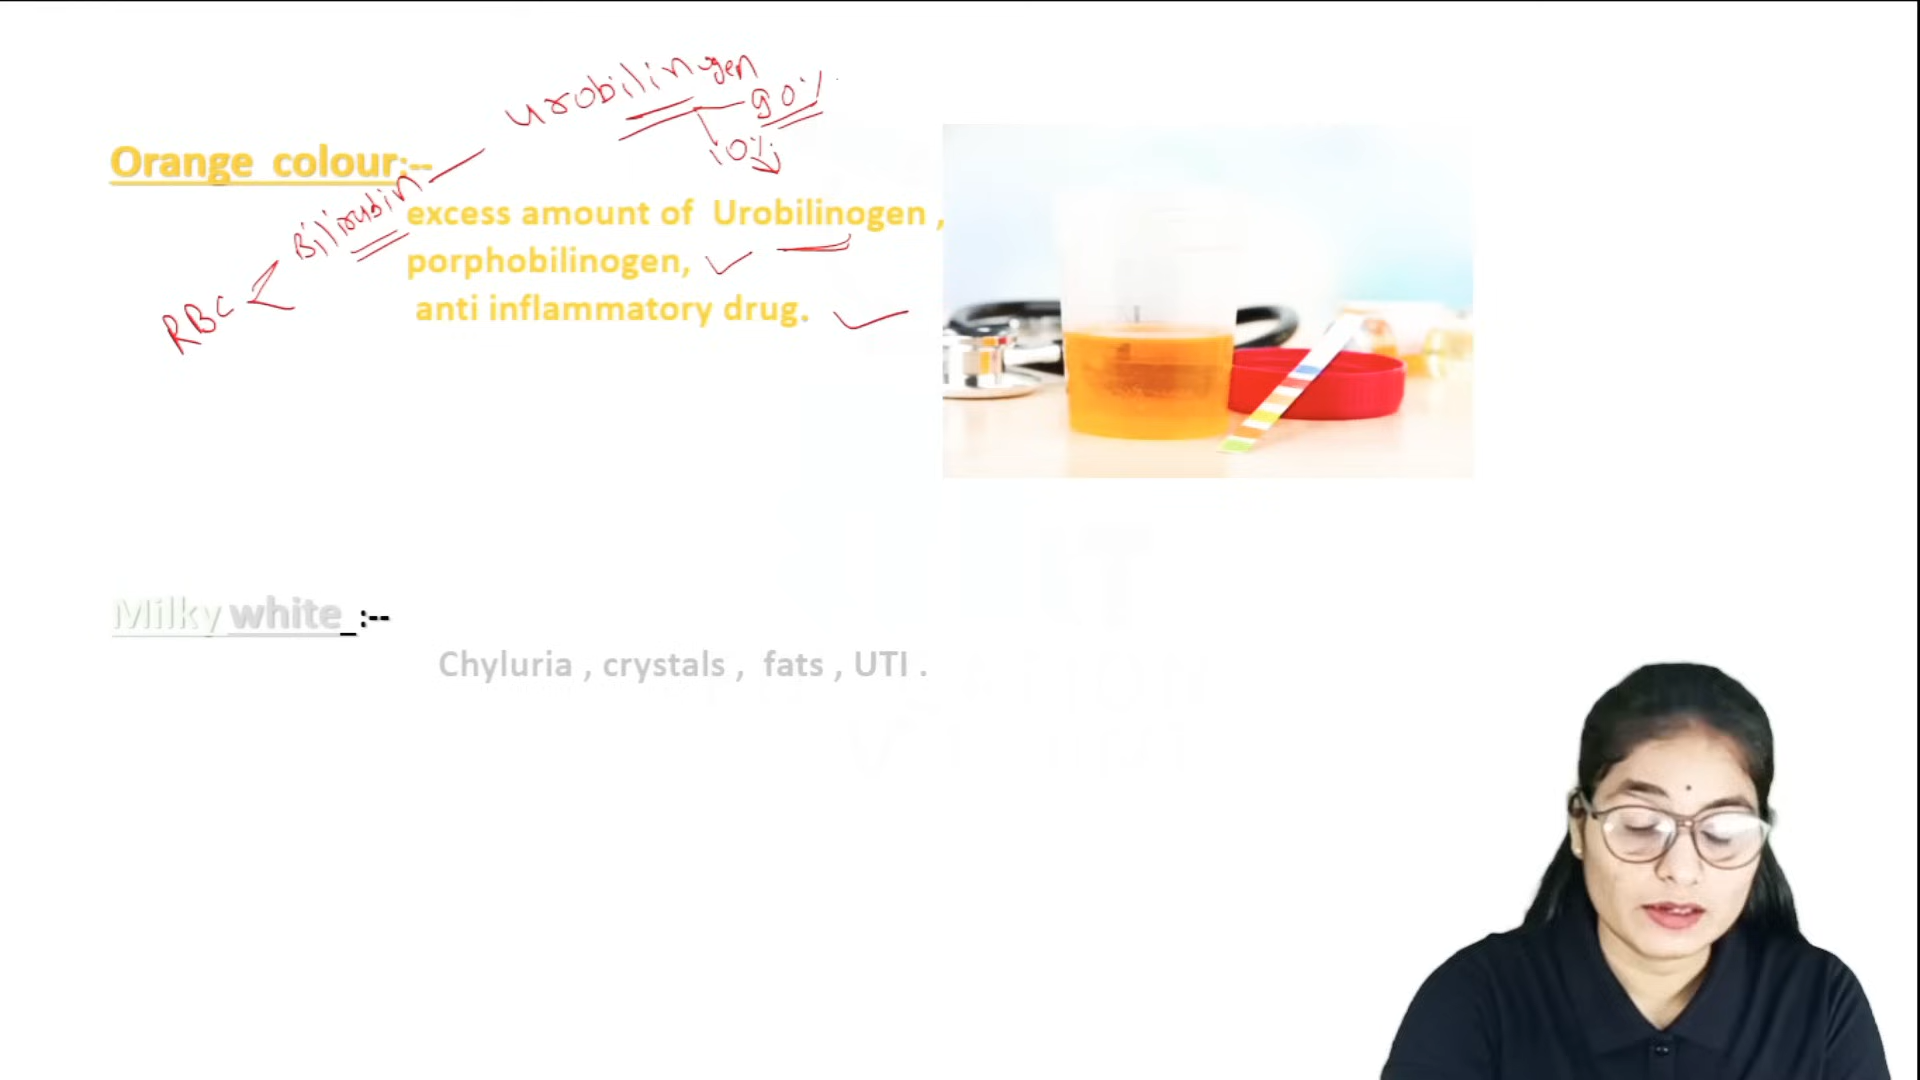 urobilinogen
90%
10%
Orange colour:--
Bilirubin
excess amount of Urobilinogen ,
porphobilinogen,
RBC
anti inflammatory drug.
Milky white_:--
Chyluria , crystals , fats , UTI .